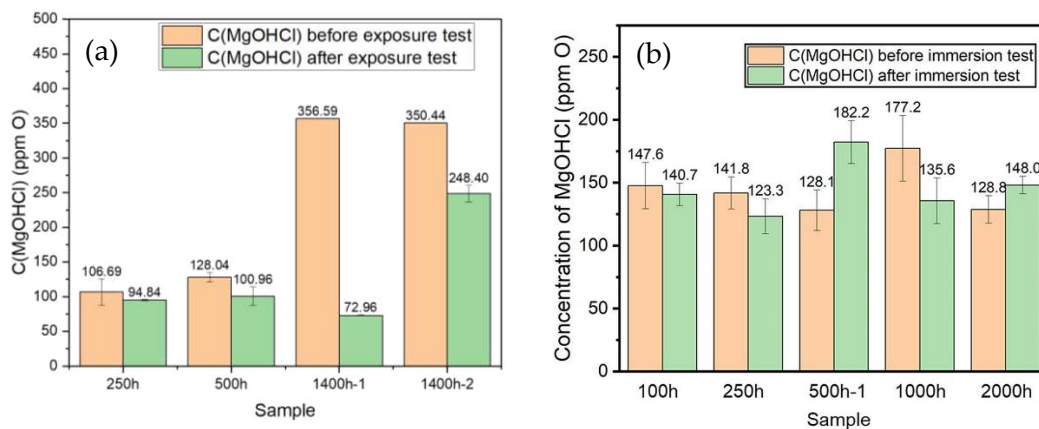 (a)
C(MgOHCl) before exposure test
C(MgOHCl) after exposure test
C(MgOHCl) (ppm O)
500
450
400
350
300
250
200
150
100
50
0
106.69
94.84
128.04
100.96
356.59
72.96
350.44
248.40
250h
500h
1400h-1
1400h-2
Sample
(b)
C(MgOHCl) before immersion test
C(MgOHCl) after immersion test
Concentration of MgOHCl (ppm O)
250
200
150
100
50
0
147.6
140.7
141.8
123.3
128.1
182.2
177.2
135.6
128.8
148.0
100h
250h
500h-1
1000h
2000h
Sample